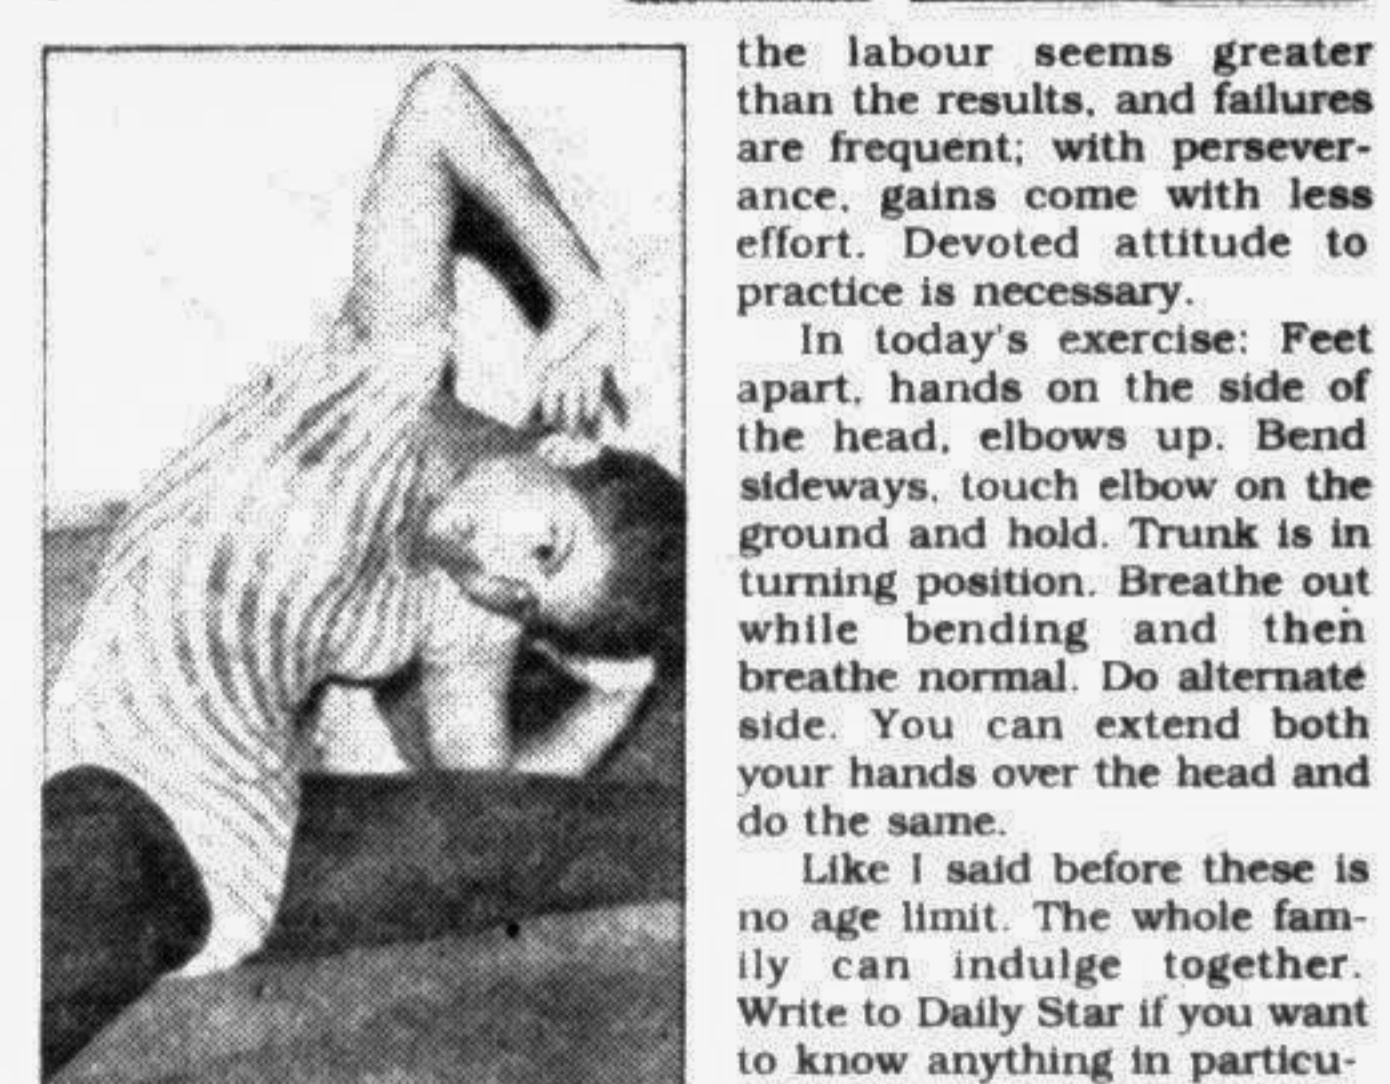 the labour seems greater
than the results, and failures
are frequent; with persever-
ance, gains come with less
effort. Devoted attitude to
practice is necessary.
In today's exercise: Feet
apart, hands on the side of
the head, elbows up. Bend
sideways, touch elbow on the
ground and hold. Trunk is in
turning position. Breathe out
while bending and then
breathe normal. Do alternate
side. You can extend both
your hands over the head and
do the same.
Like I said before these is
no age limit. The whole fam-
ily can indulge together.
Write to Daily Star if you want
to know anything in particu-